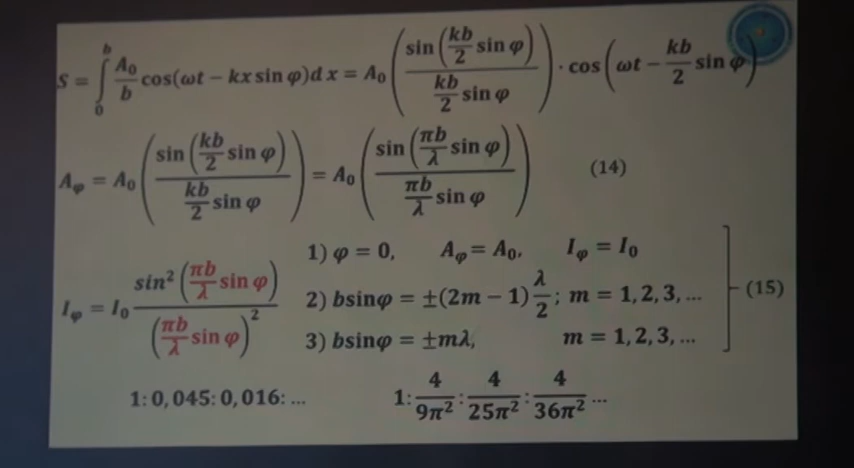 S = ∫₀ᵇ (A₀/b) cos(ωt − kx sin φ)d x = A₀ (sin (kb/2 sin φ) / (kb/2 sin φ)) · cos (ωt − kb/2 sin φ)
A_φ = A₀ (sin (kb/2 sin φ) / (kb/2 sin φ)) = A₀ (sin (πb/λ sin φ) / (πb/λ sin φ)) (14)
I_φ = I₀ sin² (πb/λ sin φ) / (πb/λ sin φ)²
1) φ = 0, A_φ = A₀, I_φ = I₀
2) bsinφ = ±(2m − 1) λ/2; m = 1, 2, 3, ...
3) bsinφ = ±mλ, m = 1, 2, 3, ...
(15)
1: 0, 045: 0, 016: ... 1: 4/9π² : 4/25π² : 4/36π² ...